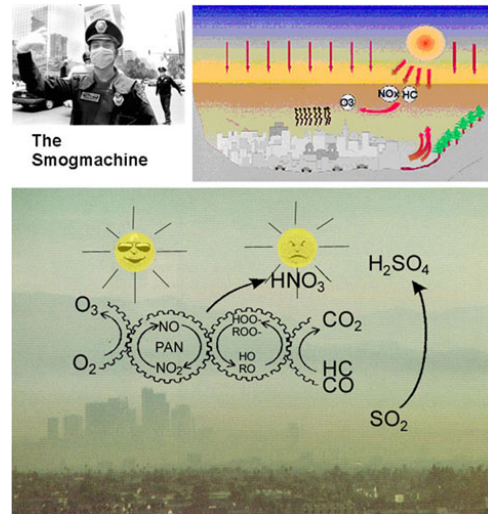 The
Smogmachine
NOx
HC
O3
HNO3
H2SO4
O3
NO
HOO
ROO-
CO2
PAN
O2
NO2
HO
RO
HC
CO
SO2